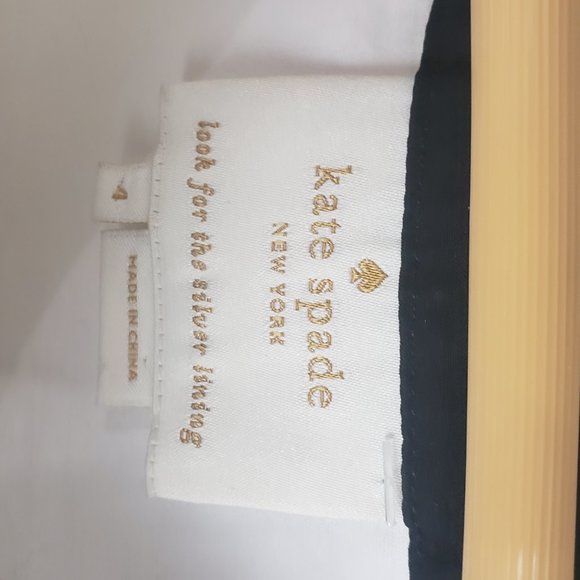 kate spade
NEW YORK
look for the silver lining
4
MADE IN CHINA